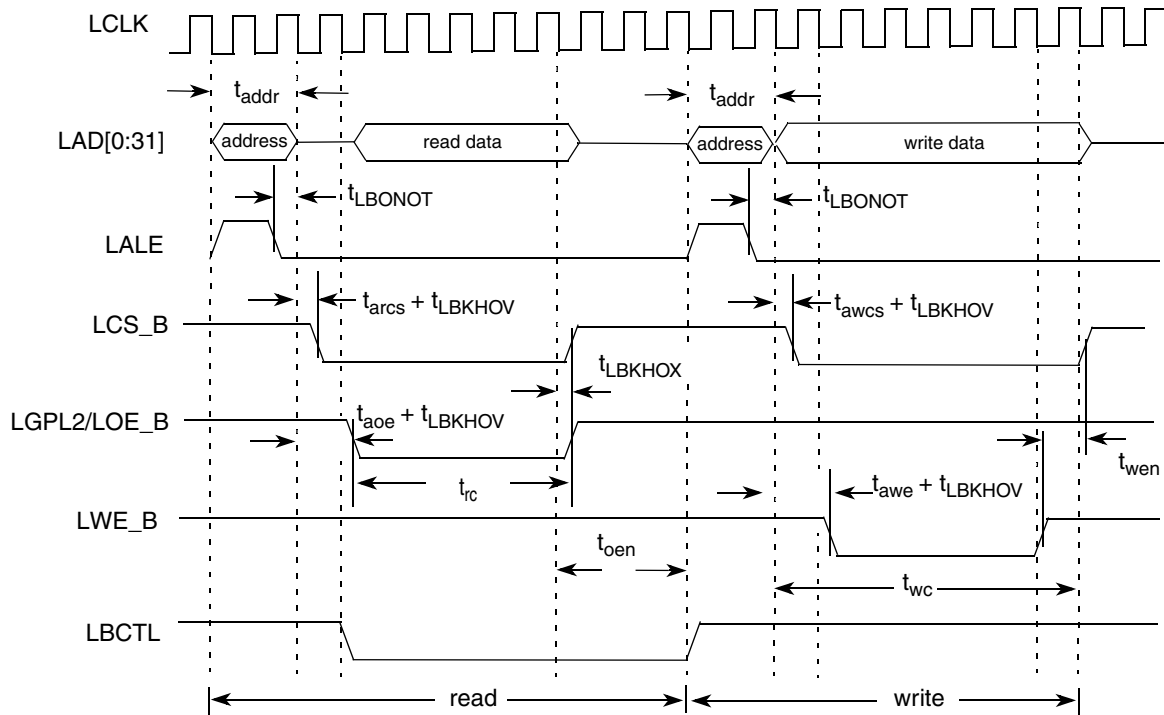 LCLK
t_addr t_addr
LAD[0:31] address read data address write data
t_LBONOT t_LBONOT
LALE
t_arcs + t_LBKHOV t_awcs + t_LBKHOV
LCS_B
t_LBKHOX
t_aoe + t_LBKHOV
LGPL2/LOE_B
t_wen
t_rc t_awe + t_LBKHOV
LWE_B
t_oen
t_wc
LBCTL
read write